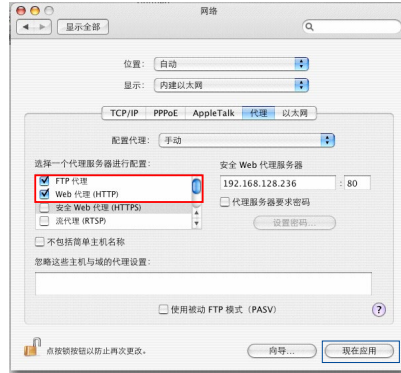 网络
显示全部
位置: 自动
显示: 内建以太网
TCP/IP PPPoE AppleTalk 代理 以太网
配置代理: 手动
选择一个代理服务器进行配置: 安全 Web 代理服务器
FTP 代理 192.168.128.236 : 80
Web 代理 (HTTP)
安全 Web 代理 (HTTPS) 代理服务器要求密码
流代理 (RTSP) 设置密码...
不包括简单主机名称
忽略这些主机与域的代理设置:
使用被动 FTP 模式（PASV） ?
点按锁按钮以防止再次更改。 向导... 现在应用